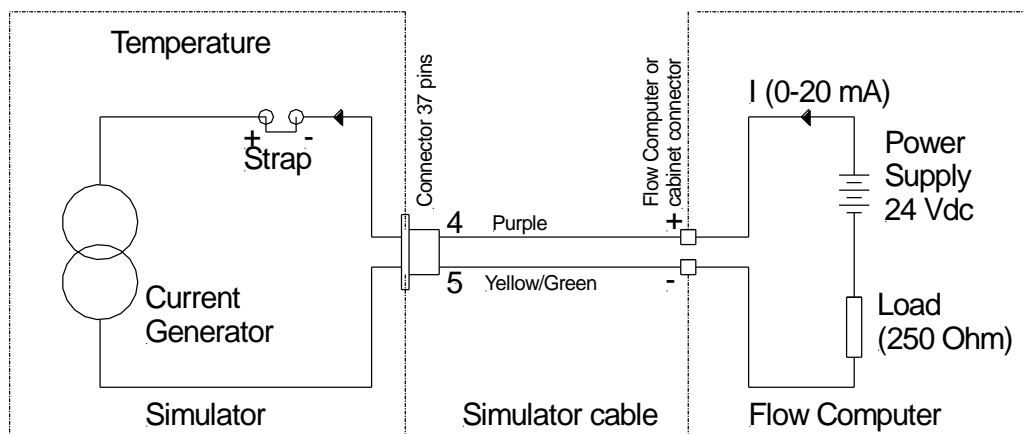 Temperature
+
-
Strap
Current
Generator
Simulator
Connector 37 pins
4
Purple
5
Yellow/Green
Simulator cable
Flow Computer or
cabinet connector
+
-
I (0-20 mA)
Power
Supply
24 Vdc
Load
(250 Ohm)
Flow Computer